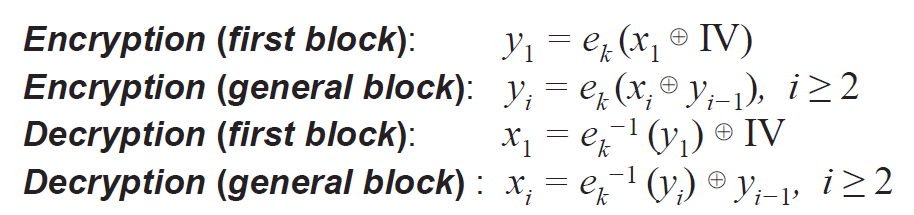 Encryption (first block): y₁ = eₖ(x₁ ⊕ IV)
Encryption (general block): yᵢ = eₖ(xᵢ ⊕ yᵢ₋₁), i ≥ 2
Decryption (first block): x₁ = eₖ⁻¹(y₁) ⊕ IV
Decryption (general block) : xᵢ = eₖ⁻¹(yᵢ) ⊕ yᵢ₋₁, i ≥ 2